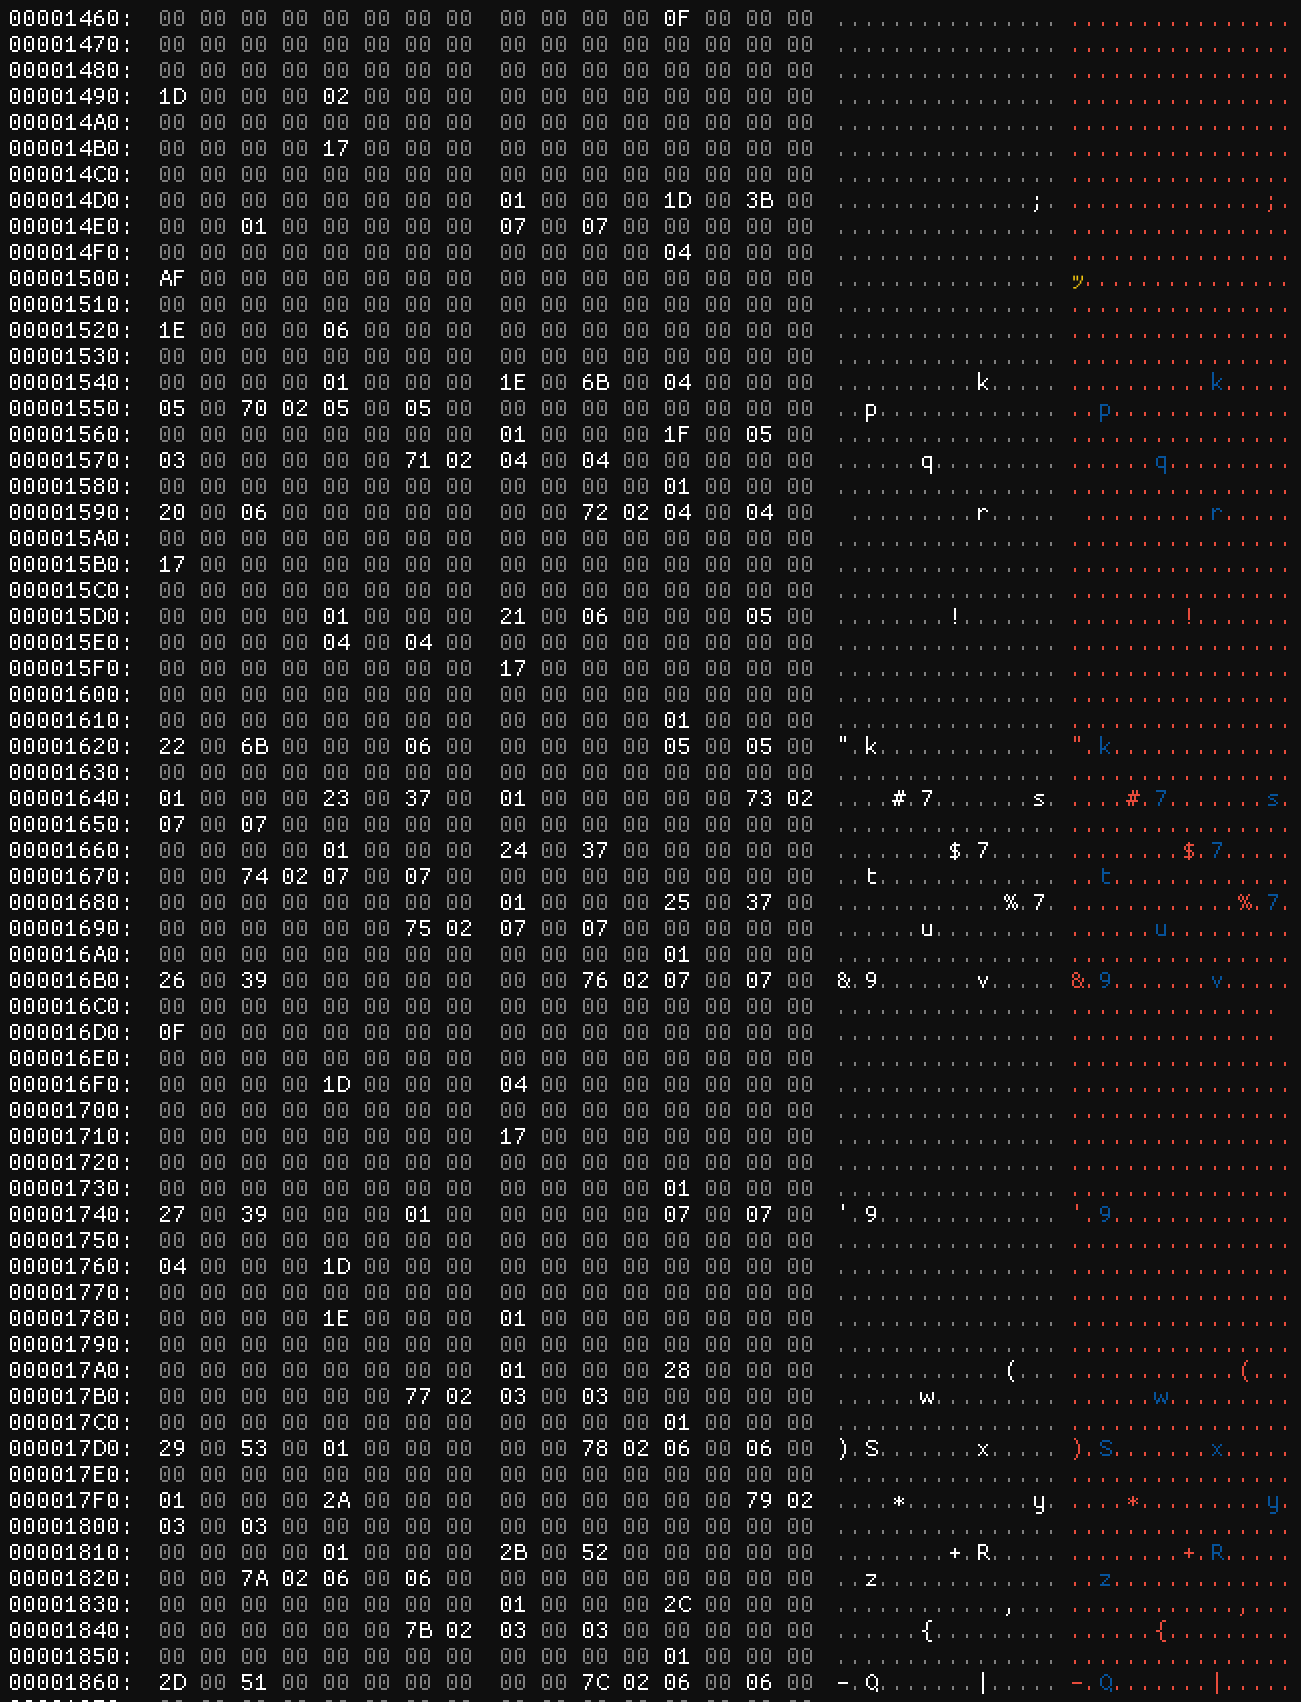 00001460: 00 00 00 00 00 00 00 00 00 00 00 00 0F 00 00 00 ................ ................
00001470: 00 00 00 00 00 00 00 00 00 00 00 00 00 00 00 00 ................ ................
00001480: 00 00 00 00 00 00 00 00 00 00 00 00 00 00 00 00 ................ ................
00001490: 1D 00 00 00 02 00 00 00 00 00 00 00 00 00 00 00 ................ ................
000014A0: 00 00 00 00 00 00 00 00 00 00 00 00 00 00 00 00 ................ ................
000014B0: 00 00 00 00 17 00 00 00 00 00 00 00 00 00 00 00 ................ ................
000014C0: 00 00 00 00 00 00 00 00 00 00 00 00 00 00 00 00 ................ ................
000014D0: 00 00 00 00 00 00 00 00 01 00 00 00 1D 00 3B 00 ..............;. ..............;.
000014E0: 00 00 01 00 00 00 00 00 07 00 07 00 00 00 00 00 ................ ................
000014F0: 00 00 00 00 00 00 00 00 00 00 00 00 04 00 00 00 ................ ................
00001500: AF 00 00 00 00 00 00 00 00 00 00 00 00 00 00 00 ................ ッ...............
00001510: 00 00 00 00 00 00 00 00 00 00 00 00 00 00 00 00 ................ ................
00001520: 1E 00 00 00 06 00 00 00 00 00 00 00 00 00 00 00 ................ ................
00001530: 00 00 00 00 00 00 00 00 00 00 00 00 00 00 00 00 ................ ................
00001540: 00 00 00 00 01 00 00 00 1E 00 6B 00 04 00 00 00 ..........k..... ..........k.....
00001550: 05 00 70 02 05 00 05 00 00 00 00 00 00 00 00 00 ..p............. ..p.............
00001560: 00 00 00 00 00 00 00 00 01 00 00 00 1F 00 05 00 ................ ................
00001570: 03 00 00 00 00 00 71 02 04 00 04 00 00 00 00 00 ......q......... ......q.........
00001580: 00 00 00 00 00 00 00 00 00 00 00 00 01 00 00 00 ................ ................
00001590: 20 00 06 00 00 00 00 00 00 00 72 02 04 00 04 00  .........r.....  .........r.....
000015A0: 00 00 00 00 00 00 00 00 00 00 00 00 00 00 00 00 ................ ................
000015B0: 17 00 00 00 00 00 00 00 00 00 00 00 00 00 00 00 ................ ................
000015C0: 00 00 00 00 00 00 00 00 00 00 00 00 00 00 00 00 ................ ................
000015D0: 00 00 00 00 01 00 00 00 21 00 06 00 00 00 05 00 ........!....... ........!.......
000015E0: 00 00 00 00 04 00 04 00 00 00 00 00 00 00 00 00 ................ ................
000015F0: 00 00 00 00 00 00 00 00 17 00 00 00 00 00 00 00 ................ ................
00001600: 00 00 00 00 00 00 00 00 00 00 00 00 00 00 00 00 ................ ................
00001610: 00 00 00 00 00 00 00 00 00 00 00 00 01 00 00 00 ................ ................
00001620: 22 00 6B 00 00 00 06 00 00 00 00 00 05 00 05 00 ".k............. ".k.............
00001630: 00 00 00 00 00 00 00 00 00 00 00 00 00 00 00 00 ................ ................
00001640: 01 00 00 00 23 00 37 00 01 00 00 00 00 00 73 02 ....#.7.......s. ....#.7.......s.
00001650: 07 00 07 00 00 00 00 00 00 00 00 00 00 00 00 00 ................ ................
00001660: 00 00 00 00 01 00 00 00 24 00 37 00 00 00 00 00 ........$.7..... ........$.7.....
00001670: 00 00 74 02 07 00 07 00 00 00 00 00 00 00 00 00 ..t............. ..t.............
00001680: 00 00 00 00 00 00 00 00 01 00 00 00 25 00 37 00 ............%.7. ............%.7.
00001690: 00 00 00 00 00 00 75 02 07 00 07 00 00 00 00 00 ......u......... ......u.........
000016A0: 00 00 00 00 00 00 00 00 00 00 00 00 01 00 00 00 ................ ................
000016B0: 26 00 39 00 00 00 00 00 00 00 76 02 07 00 07 00 &.9.......v..... &.9.......v.....
000016C0: 00 00 00 00 00 00 00 00 00 00 00 00 00 00 00 00 ................ ...............
000016D0: 0F 00 00 00 00 00 00 00 00 00 00 00 00 00 00 00 ................ ...............
000016E0: 00 00 00 00 00 00 00 00 00 00 00 00 00 00 00 00 ................ ................
000016F0: 00 00 00 00 1D 00 00 00 04 00 00 00 00 00 00 00 ................ ................
00001700: 00 00 00 00 00 00 00 00 00 00 00 00 00 00 00 00 ................ ................
00001710: 00 00 00 00 00 00 00 00 17 00 00 00 00 00 00 00 ................ ................
00001720: 00 00 00 00 00 00 00 00 00 00 00 00 00 00 00 00 ................ ................
00001730: 00 00 00 00 00 00 00 00 00 00 00 00 01 00 00 00 ................ ................
00001740: 27 00 39 00 00 00 01 00 00 00 00 00 07 00 07 00 '.9............. '.9.............
00001750: 00 00 00 00 00 00 00 00 00 00 00 00 00 00 00 00 ................ ................
00001760: 04 00 00 00 1D 00 00 00 00 00 00 00 00 00 00 00 ................ ................
00001770: 00 00 00 00 00 00 00 00 00 00 00 00 00 00 00 00 ................ ................
00001780: 00 00 00 00 1E 00 00 00 01 00 00 00 00 00 00 00 ................ ................
00001790: 00 00 00 00 00 00 00 00 00 00 00 00 00 00 00 00 ................ ................
000017A0: 00 00 00 00 00 00 00 00 01 00 00 00 28 00 00 00 ............(... ............(...
000017B0: 00 00 00 00 00 00 77 02 03 00 03 00 00 00 00 00 ......w......... ......w.........
000017C0: 00 00 00 00 00 00 00 00 00 00 00 00 01 00 00 00 ................ ................
000017D0: 29 00 53 00 01 00 00 00 00 00 78 02 06 00 06 00 ).S.......x..... ).S.......x.....
000017E0: 00 00 00 00 00 00 00 00 00 00 00 00 00 00 00 00 ................ ................
000017F0: 01 00 00 00 2A 00 00 00 00 00 00 00 00 00 79 02 ....*.........y. ....*.........y.
00001800: 03 00 03 00 00 00 00 00 00 00 00 00 00 00 00 00 ................ ................
00001810: 00 00 00 00 01 00 00 00 2B 00 52 00 00 00 00 00 ........+.R..... ........+.R.....
00001820: 00 00 7A 02 06 00 06 00 00 00 00 00 00 00 00 00 ..z............. ..z.............
00001830: 00 00 00 00 00 00 00 00 01 00 00 00 2C 00 00 00 ............,... ............,...
00001840: 00 00 00 00 00 00 7B 02 03 00 03 00 00 00 00 00 ......{......... ......{.........
00001850: 00 00 00 00 00 00 00 00 00 00 00 00 01 00 00 00 ................ ................
00001860: 2D 00 51 00 00 00 00 00 00 00 7C 02 06 00 06 00 -.Q.......|..... -.Q.......|.....